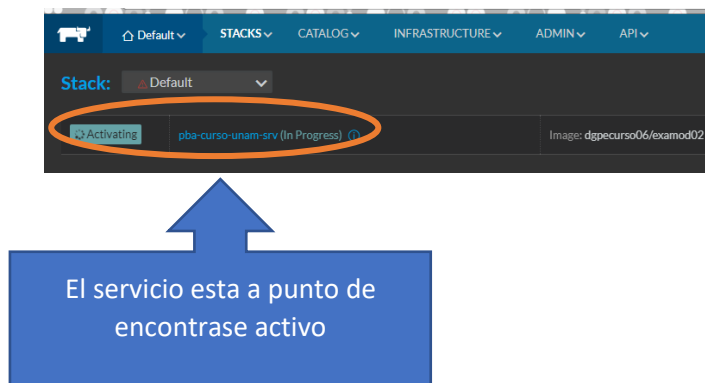 Default STACKS CATALOG INFRASTRUCTURE ADMIN API
Stack: Default
Activating pba-curso-unam-srv (In Progress) Image: dgpecurso06/examod02
El servicio esta a punto de
encontrase activo